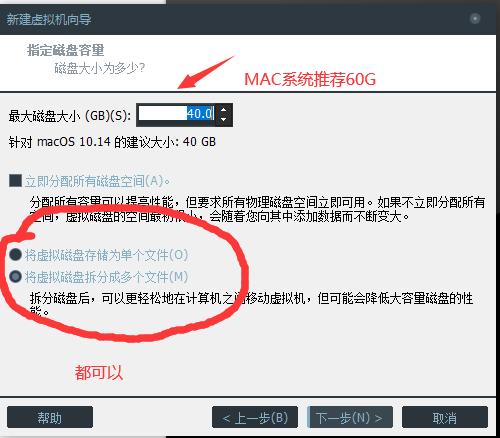 新建虚拟机向导
指定磁盘容量
磁盘大小为多少?
MAC系统推荐60G
最大磁盘大小 (GB)(S): 40.0
针对 macOS 10.14 的建议大小: 40 GB
立即分配所有磁盘空间(A)。
分配所有容量可以提高性能，但要求所有物理磁盘空间立即可用。如果不立即分配所有
空间，虚拟磁盘的空间最初很小，会随着您向其中添加数据而不断变大。
将虚拟磁盘存储为单个文件(O)
将虚拟磁盘拆分成多个文件(M)
拆分磁盘后，可以更轻松地在计算机之间移动虚拟机，但可能会降低大容量磁盘的性
能。
都可以
帮助 < 上一步(B) 下一步(N) > 取消